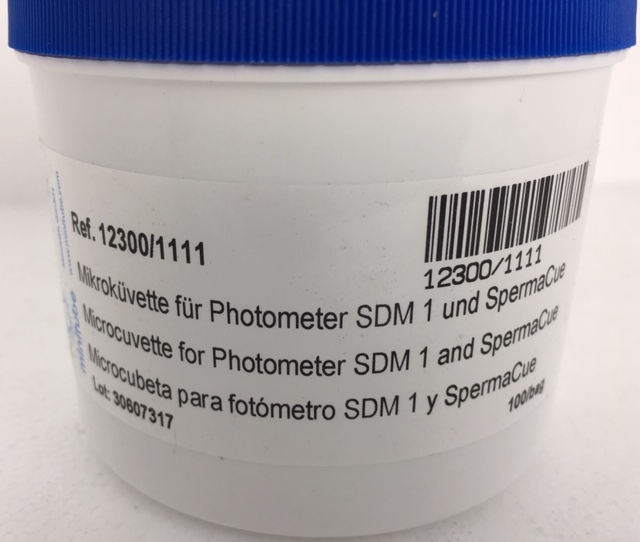 Ref. 12300/1111
12300/1111
Mikroküvette für Photometer SDM 1 und SpermaCue
Microcuvette for Photometer SDM 1 and SpermaCue
Microcubeta para fotómetro SDM 1 y SpermaCue
Lot: 30607317
100/bag
minitube